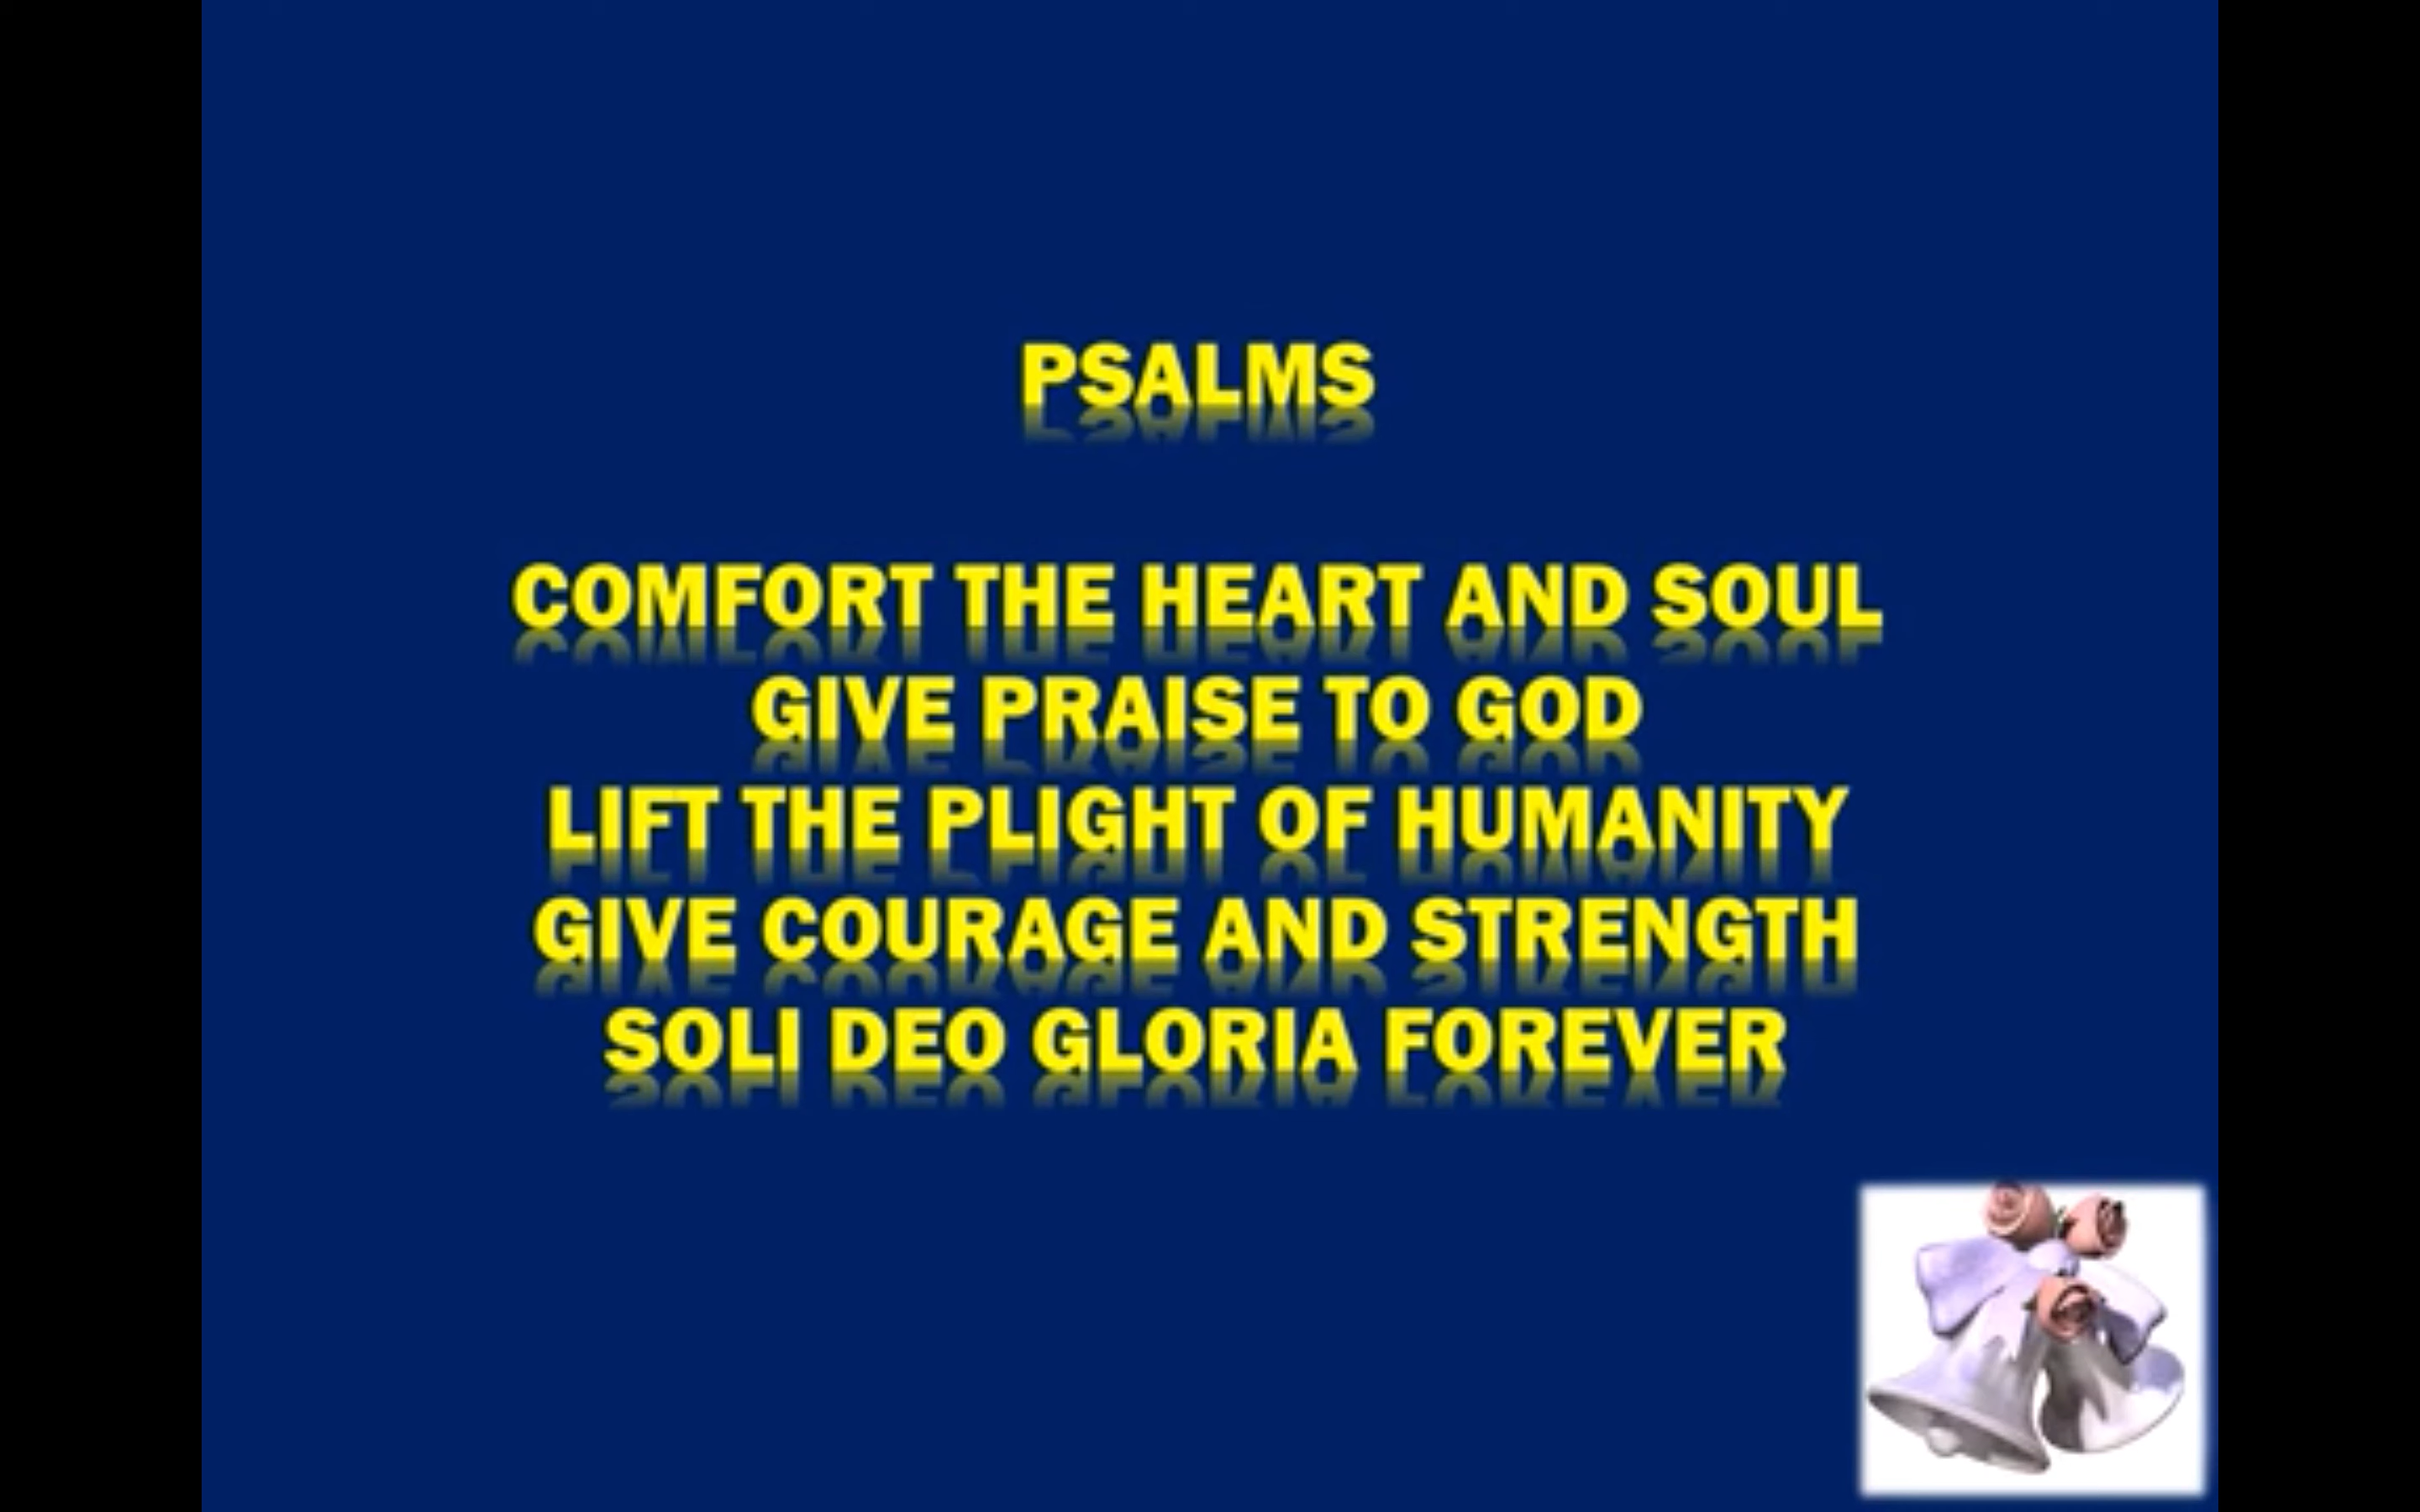 PSALMS
COMFORT THE HEART AND SOUL
GIVE PRAISE TO GOD
LIFT THE PLIGHT OF HUMANITY
GIVE COURAGE AND STRENGTH
SOLI DEO GLORIA FOREVER